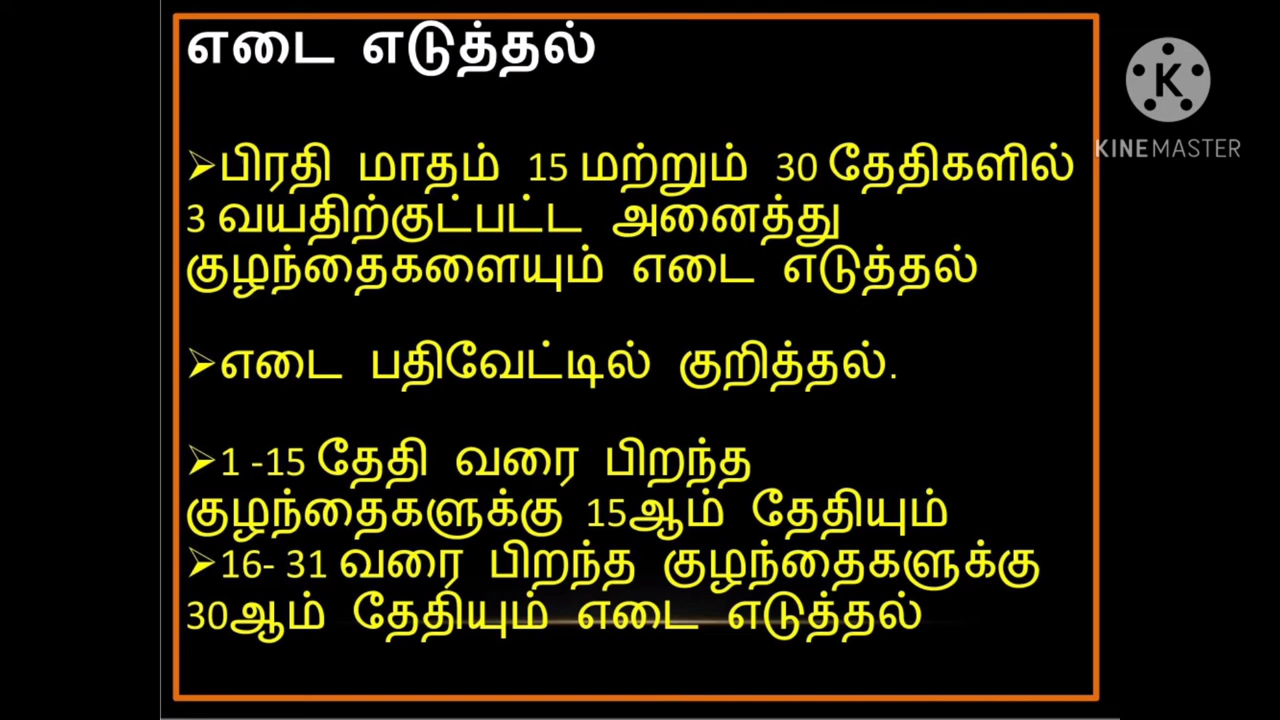 எடை எடுத்தல்
K
KINEMASTER
➢பிரதி மாதம் 15 மற்றும் 30 தேதிகளில்
3 வயதிற்குட்பட்ட அனைத்து
குழந்தைகளையும் எடை எடுத்தல்
➢எடை பதிவேட்டில் குறித்தல்.
➢1 -15 தேதி வரை பிறந்த
குழந்தைகளுக்கு 15ஆம் தேதியும்
➢16- 31 வரை பிறந்த குழந்தைகளுக்கு
30ஆம் தேதியும் எடை எடுத்தல்